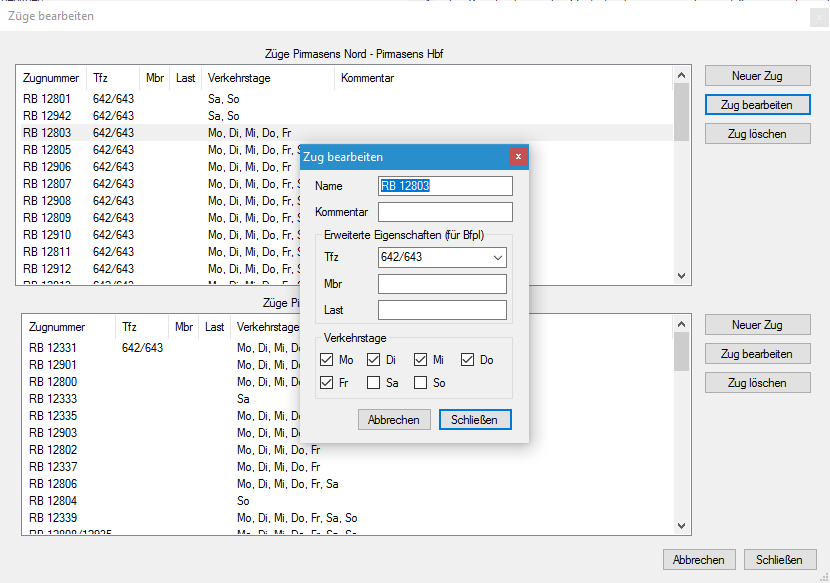 Züge bearbeiten
Züge Pirmasens Nord - Pirmasens Hbf
Zugnummer Tfz Mbr Last Verkehrstage Kommentar
RB 12801 642/643 Sa, So
RB 12942 642/643 Sa, So
RB 12803 642/643 Mo, Di, Mi, Do, Fr
RB 12805 642/643 Mo, Di, Mi, Do, Fr, S
RB 12906 642/643 Mo, Di, Mi, Do, Fr
RB 12807 642/643 Mo, Di, Mi, Do, Fr, S
RB 12908 642/643 Mo, Di, Mi, Do, Fr, S
RB 12809 642/643 Mo, Di, Mi, Do, Fr, S
RB 12910 642/643 Mo, Di, Mi, Do, Fr, S
RB 12811 642/643 Mo, Di, Mi, Do, Fr, S
RB 12912 642/643 Mo, Di, Mi, Do, Fr, S
Neuer Zug
Zug bearbeiten
Zug löschen
Zug bearbeiten
Name RB 12803
Kommentar
Erweiterte Eigenschaften (für Bfpl)
Tfz 642/643
Mbr
Last
Verkehrstage
Mo Di Mi Do
Fr Sa So
Abbrechen Schließen
Züge Pi
Zugnummer Tfz Mbr Last Verkehrstage
RB 12331 642/643 Mo, Di, Mi, D
RB 12901 Mo, Di, Mi, D
RB 12800 Mo, Di, Mi, D
RB 12333 Sa
RB 12335 Mo, Di, Mi, D
RB 12903 Mo, Di, Mi, D
RB 12802 Mo, Di, Mi, Do, Fr
RB 12337 Mo, Di, Mi, Do, Fr
RB 12806 Mo, Di, Mi, Do, Fr, Sa
RB 12804 So
RB 12339 Mo, Di, Mi, Do, Fr, Sa, So
Neuer Zug
Zug bearbeiten
Zug löschen
Abbrechen Schließen